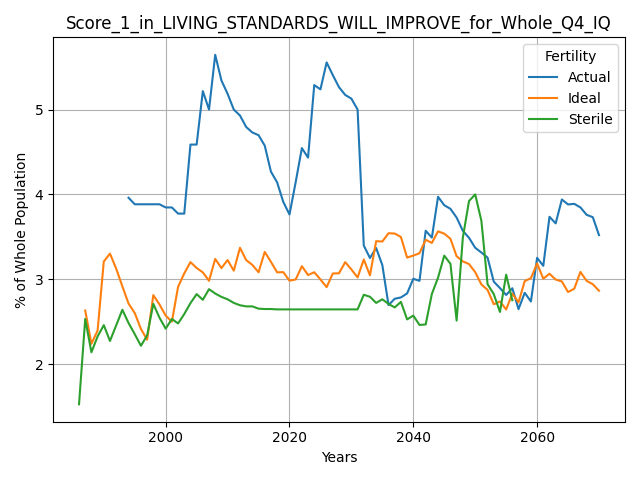 Score_1_in_LIVING_STANDARDS_WILL_IMPROVE_for_Whole_Q4_IQ
Fertility
Actual
Ideal
Sterile
% of Whole Population
5
4
3
2
2000
2020
2040
2060
Years